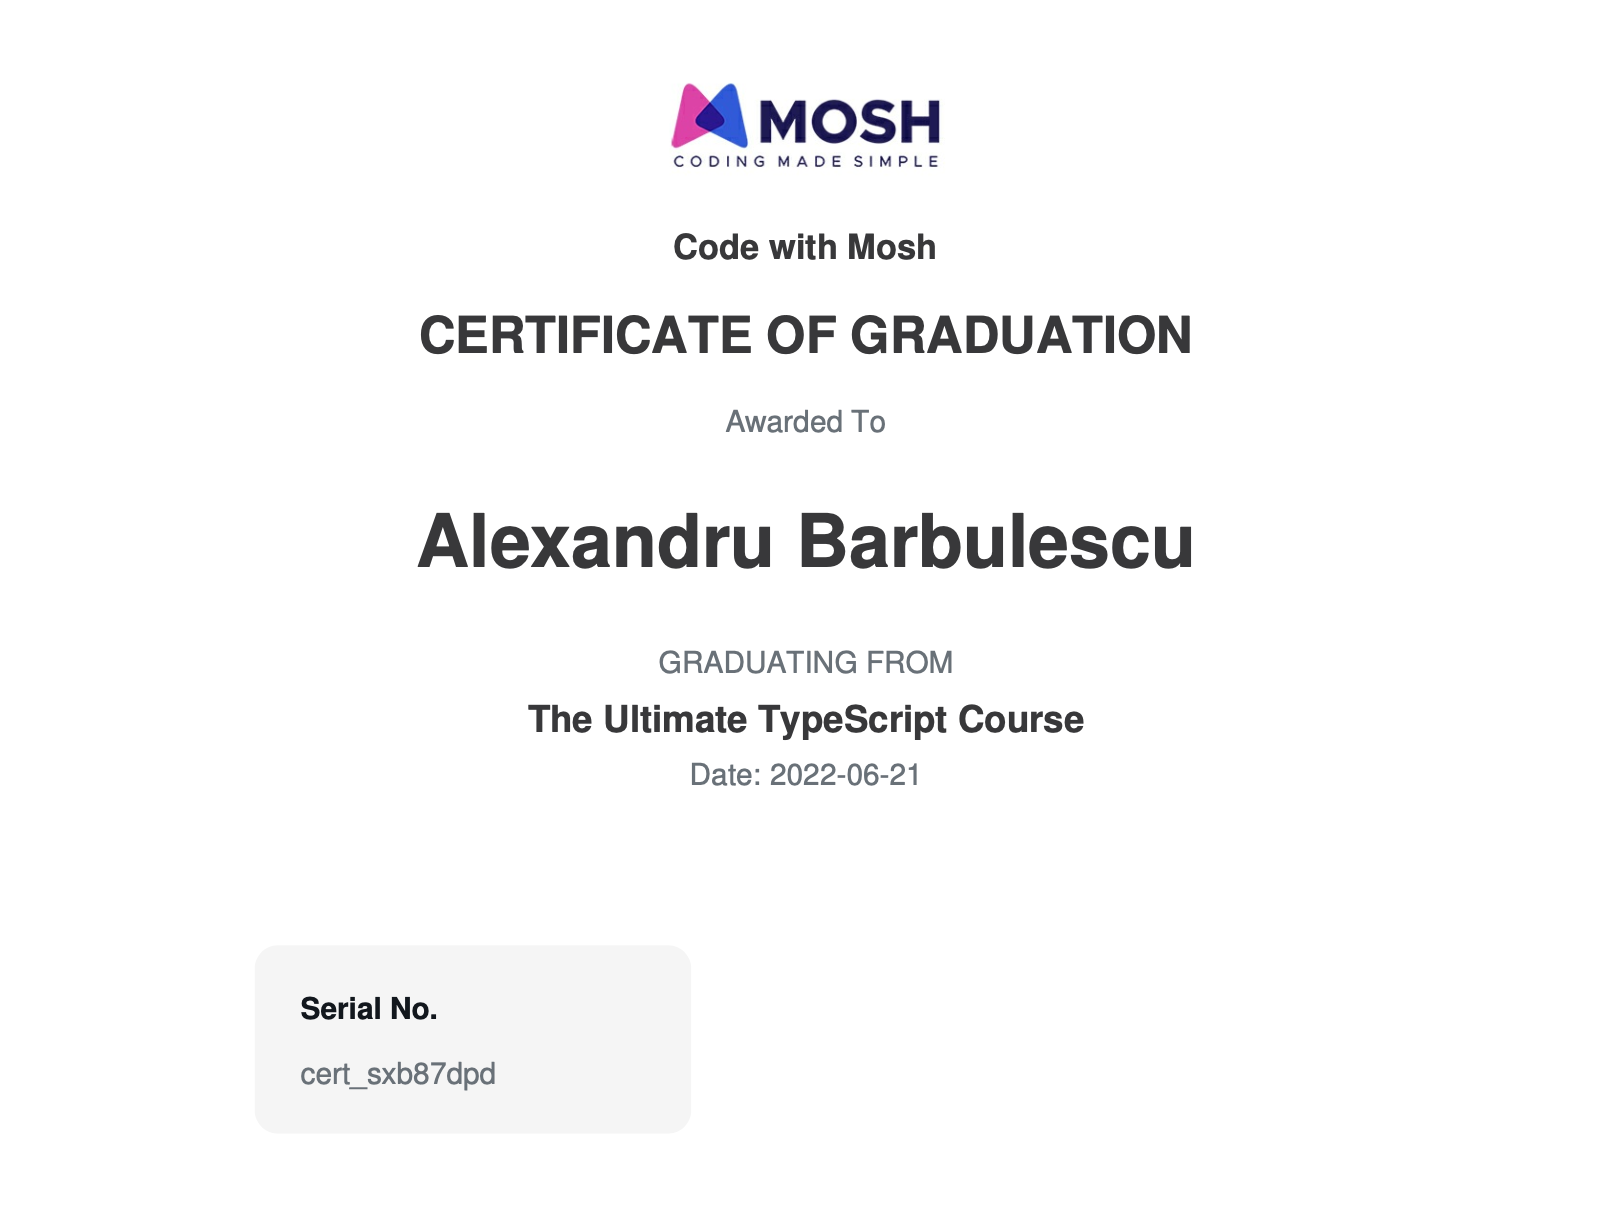 MOSH
CODING MADE SIMPLE
Code with Mosh
CERTIFICATE OF GRADUATION
Awarded To
Alexandru Barbulescu
GRADUATING FROM
The Ultimate TypeScript Course
Date: 2022-06-21
Serial No.
cert_sxb87dpd